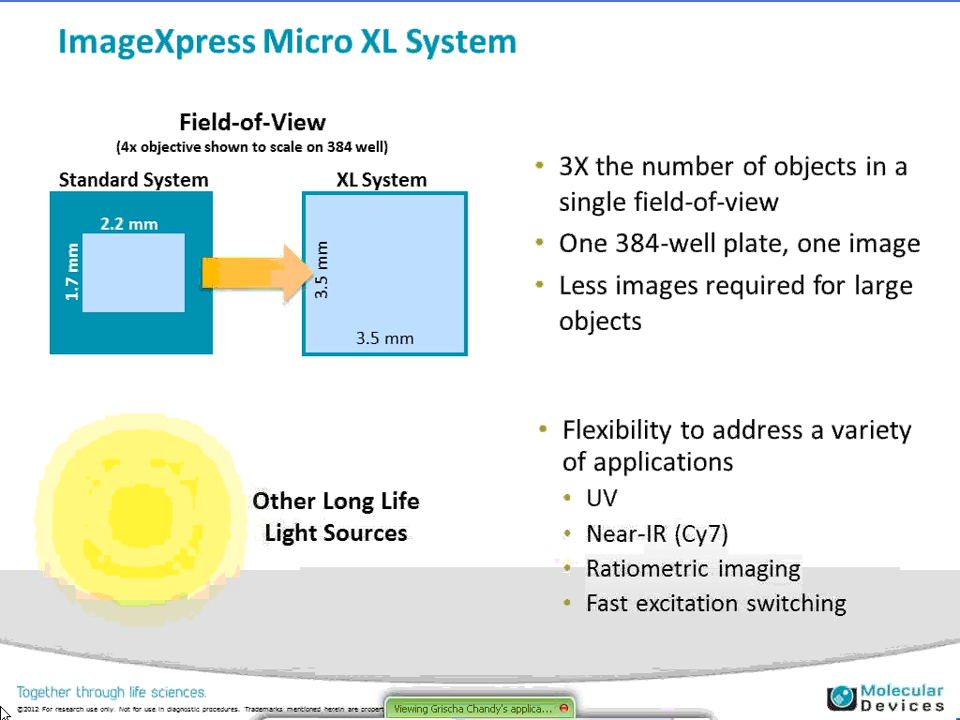 ImageXpress Micro XL System
Field-of-View
(4x objective shown to scale on 384 well)
Standard System
XL System
2.2 mm
1.7 mm
3.5 mm
3.5 mm
• 3X the number of objects in a
single field-of-view
• One 384-well plate, one image
• Less images required for large
objects
Other Long Life
Light Sources
• Flexibility to address a variety
of applications
• UV
• Near-IR (Cy7)
• Ratiometric imaging
• Fast excitation switching
Together through life sciences.
©2012 For research use only. Not for use in diagnostic procedures. Trademarks mentioned herein are
Viewing Grischa Chandy's applica...
Molecular
Devices